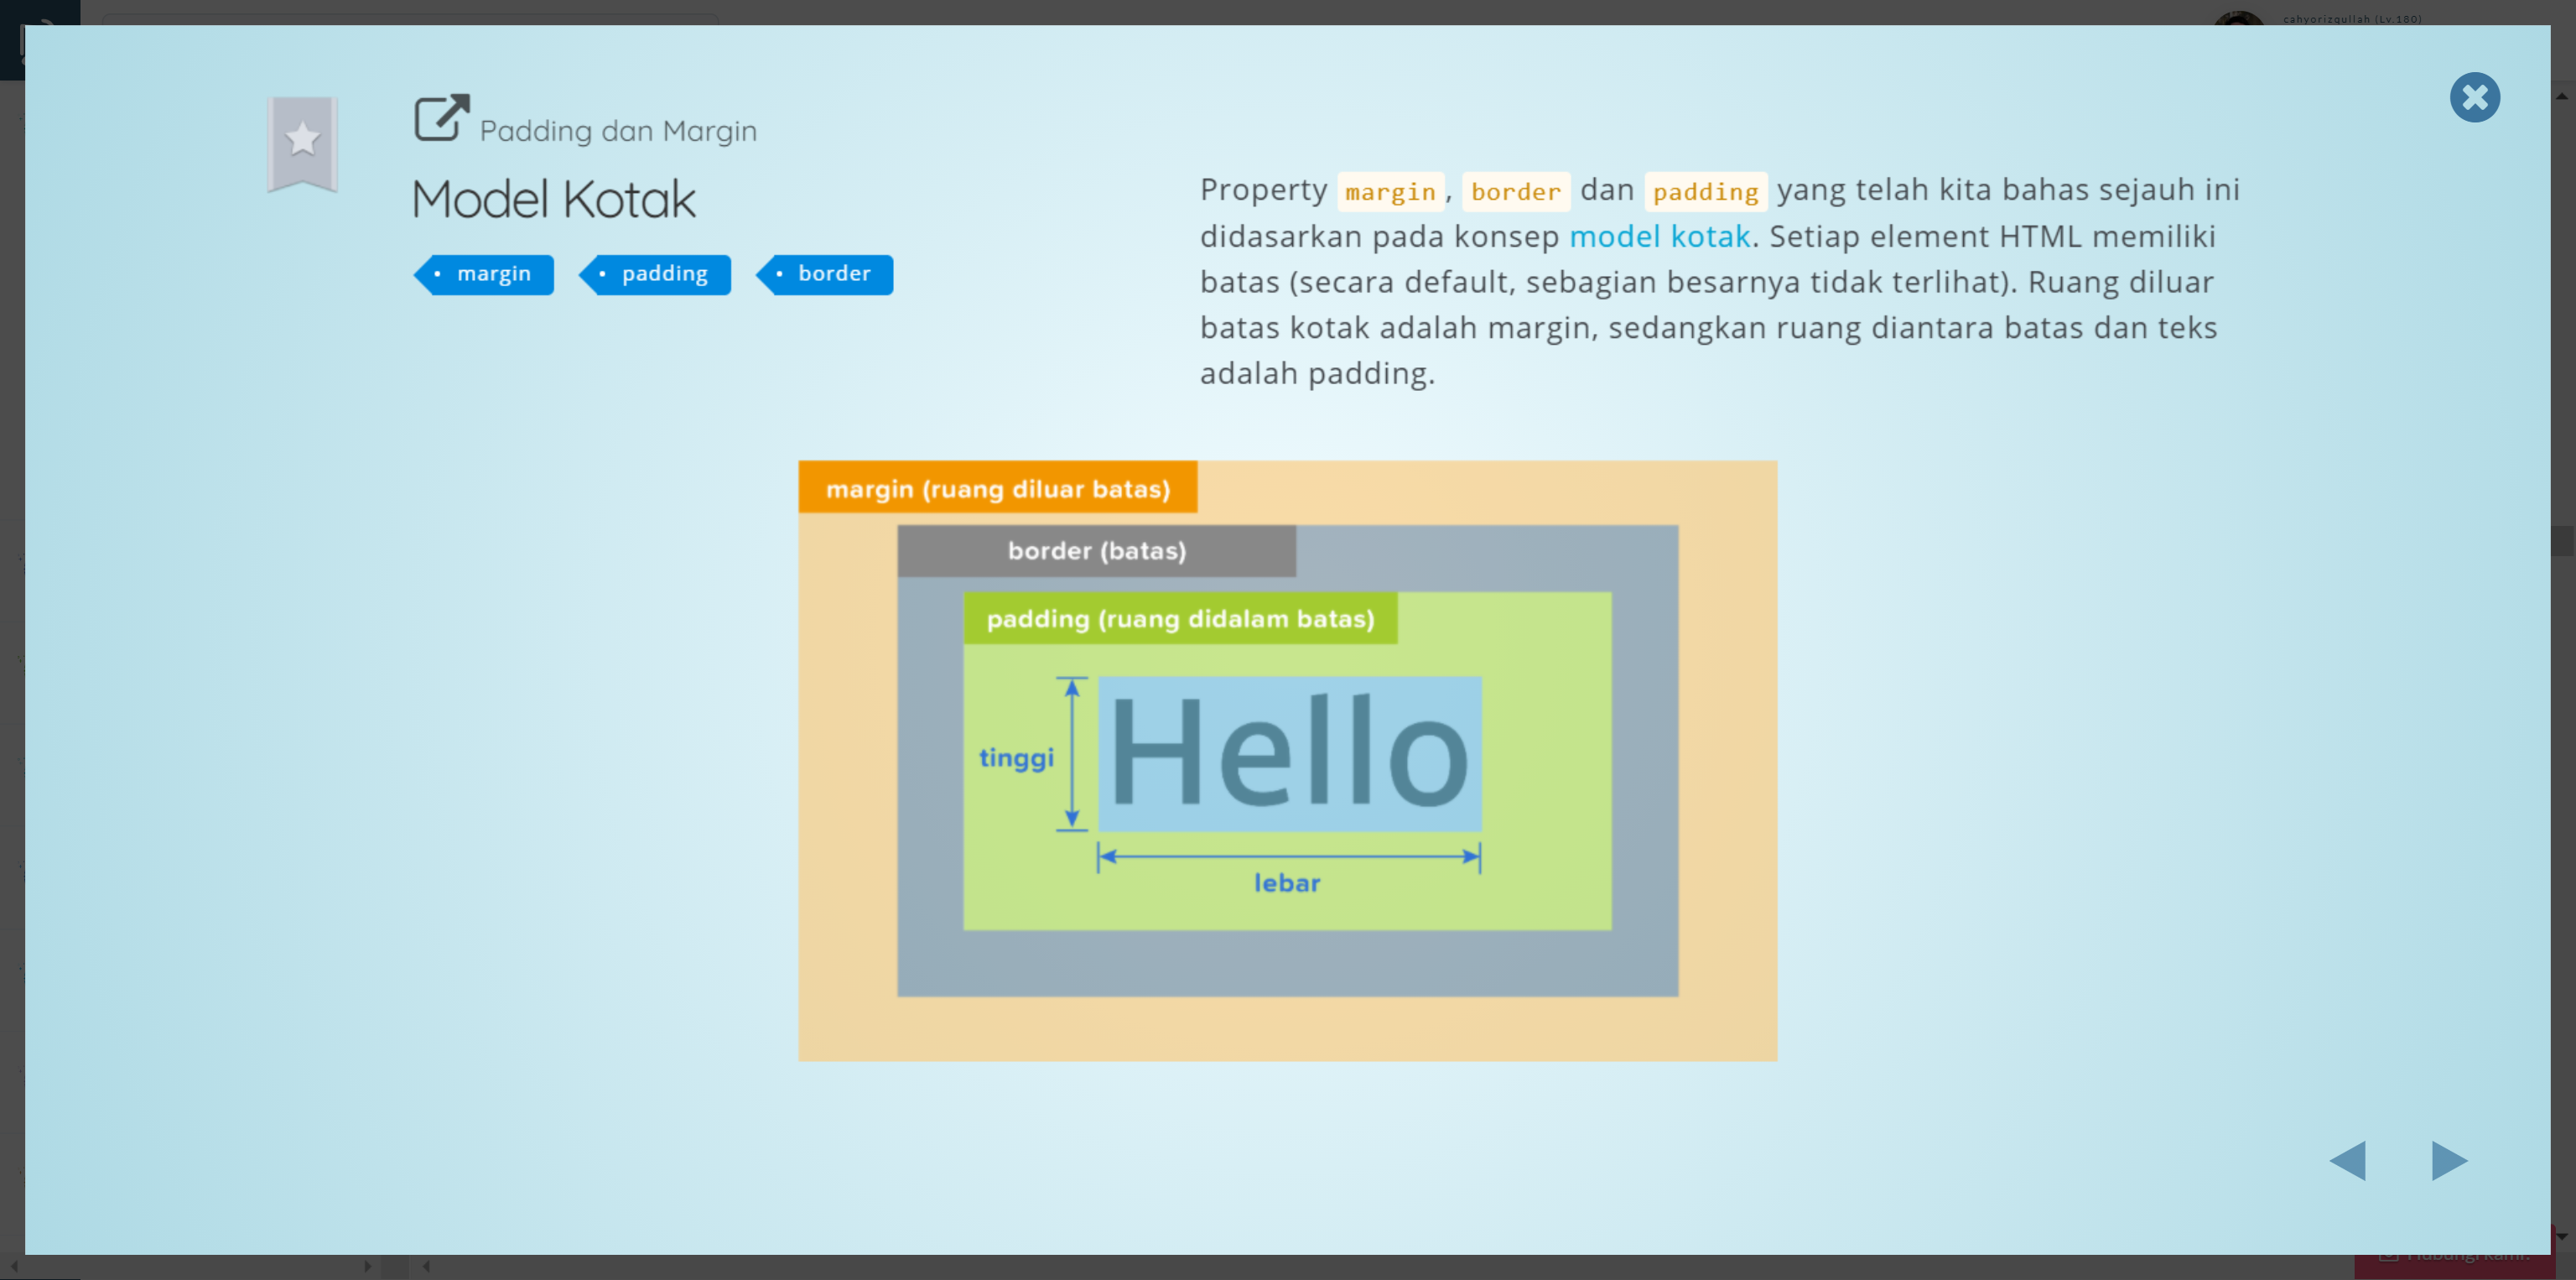 cahyorizqullah (Lv.180)
Padding dan Margin
Model Kotak
• margin • padding • border
Property margin, border dan padding yang telah kita bahas sejauh ini
didasarkan pada konsep model kotak. Setiap element HTML memiliki
batas (secara default, sebagian besarnya tidak terlihat). Ruang diluar
batas kotak adalah margin, sedangkan ruang diantara batas dan teks
adalah padding.
margin (ruang diluar batas)
border (batas)
padding (ruang didalam batas)
Hello
tinggi
lebar
Hubungi kami!